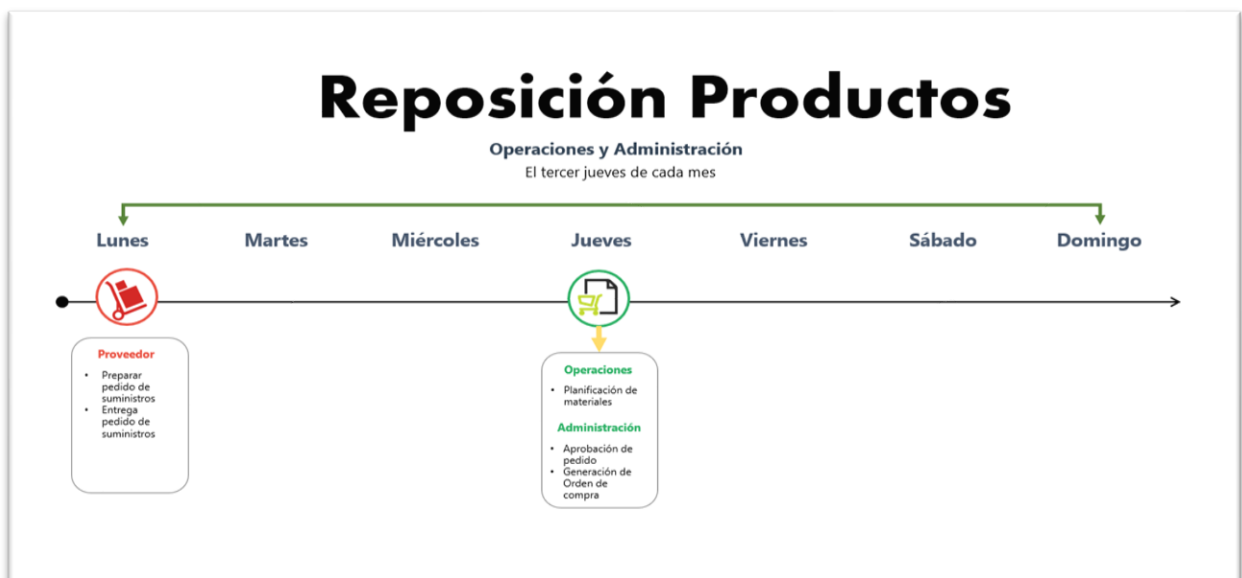 Reposición Productos
Operaciones y Administración
El tercer jueves de cada mes
Lunes
Martes
Miércoles
Jueves
Viernes
Sábado
Domingo
Proveedor
• Preparar
pedido de
suministros
• Entrega
pedido de
suministros
Operaciones
• Planificación de
materiales
Administración
• Aprobación de
pedido
• Generación de
Orden de
compra